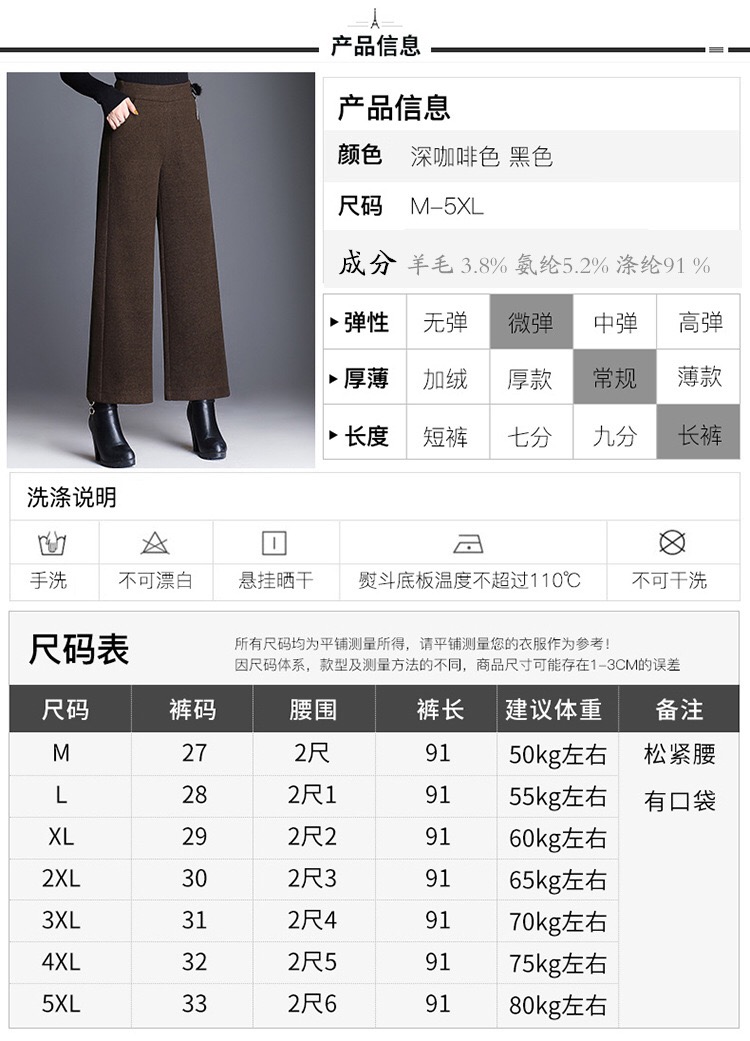 产品信息
产品信息
颜色 深咖啡色 黑色
尺码 M-5XL
成分 羊毛 3.8% 氨纶5.2% 涤纶91 %
▸弹性 无弹 微弹 中弹 高弹
▸厚薄 加绒 厚款 常规 薄款
▸长度 短裤 七分 九分 长裤
洗涤说明
手洗 不可漂白 悬挂晒干 熨斗底板温度不超过110℃ 不可干洗
尺码表
所有尺码均为平铺测量所得，请平铺测量您的衣服作为参考！
因尺码体系，款型及测量方法的不同，商品尺寸可能存在1-3CM的误差
尺码 裤码 腰围 裤长 建议体重 备注
M 27 2尺 91 50kg左右 松紧腰
L 28 2尺1 91 55kg左右 有口袋
XL 29 2尺2 91 60kg左右
2XL 30 2尺3 91 65kg左右
3XL 31 2尺4 91 70kg左右
4XL 32 2尺5 91 75kg左右
5XL 33 2尺6 91 80kg左右